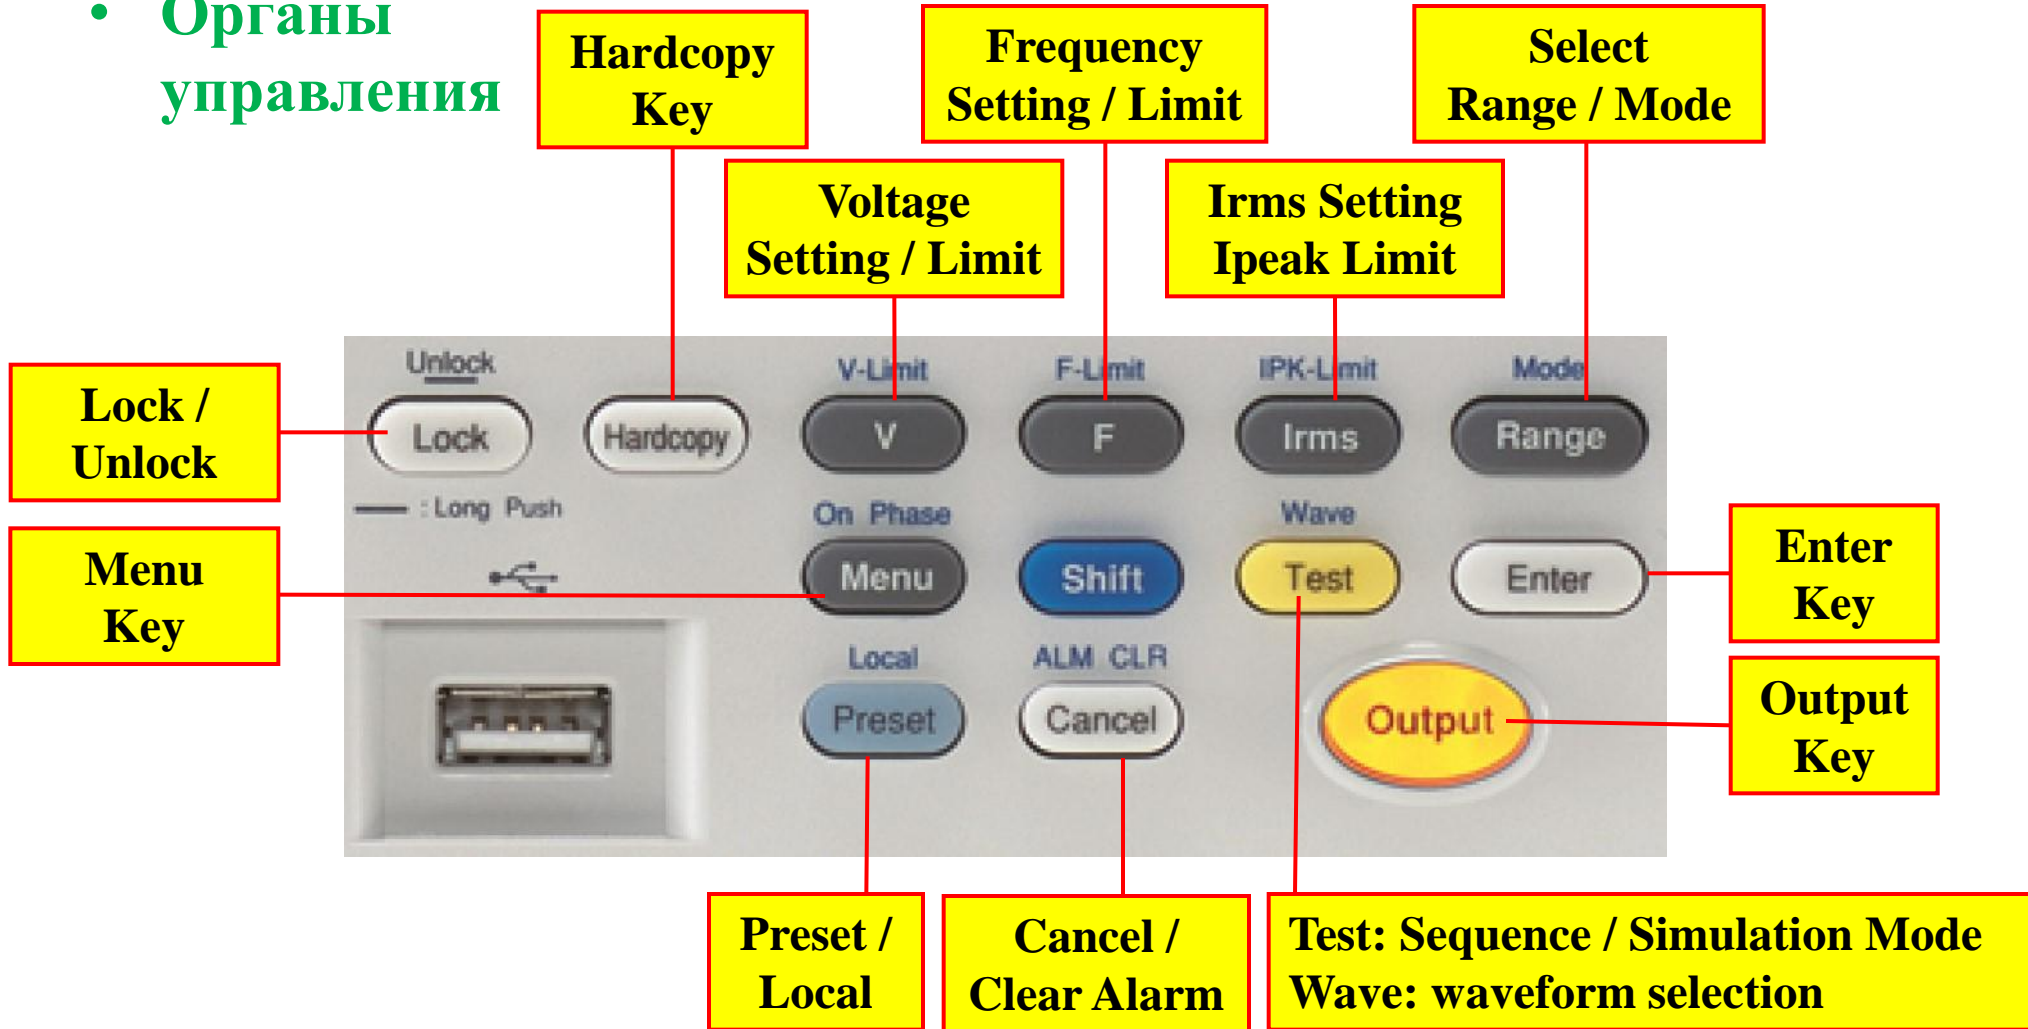 • Органы
управления
Hardcopy
Key
Frequency
Setting / Limit
Select
Range / Mode
Voltage
Setting / Limit
Irms Setting
Ipeak Limit
Lock /
Unlock
Menu
Key
Unlock
V-Limit
F-Limit
IPK-Limit
Mode
Lock
Hardcopy
V
F
Irms
Range
: Long Push
On Phase
Wave
Menu
Shift
Test
Enter
Local
ALM CLR
Preset
Cancel
Output
Enter
Key
Output
Key
Preset /
Local
Cancel /
Clear Alarm
Test: Sequence / Simulation Mode
Wave: waveform selection